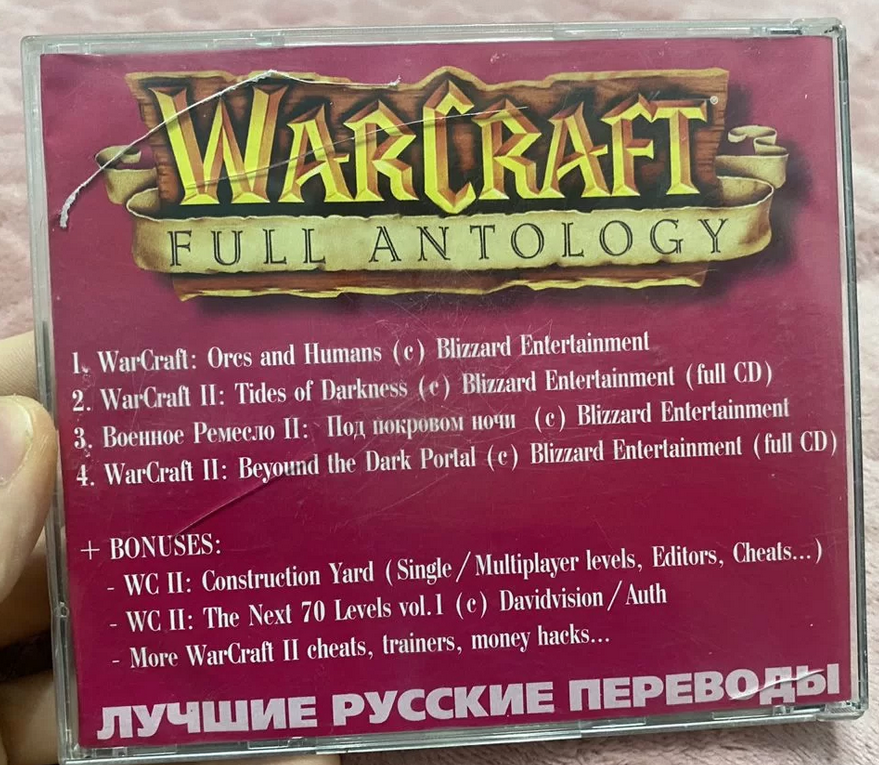 WARCRAFT®
FULL ANTOLOGY
1. WarCraft: Orcs and Humans (c) Blizzard Entertainment
2. WarCraft II: Tides of Darkness (c) Blizzard Entertainment (full CD)
3. Военное Ремесло II: Под покровом ночи (c) Blizzard Entertainment
4. WarCraft II: Beyound the Dark Portal (c) Blizzard Entertainment (full CD)
+ BONUSES:
- WC II: Construction Yard (Single/Multiplayer levels, Editors, Cheats...)
- WC II: The Next 70 Levels vol.1 (c) Davidvision/Auth
- More WarCraft II cheats, trainers, money hacks...
ЛУЧШИЕ РУССКИЕ ПЕРЕВОДЫ